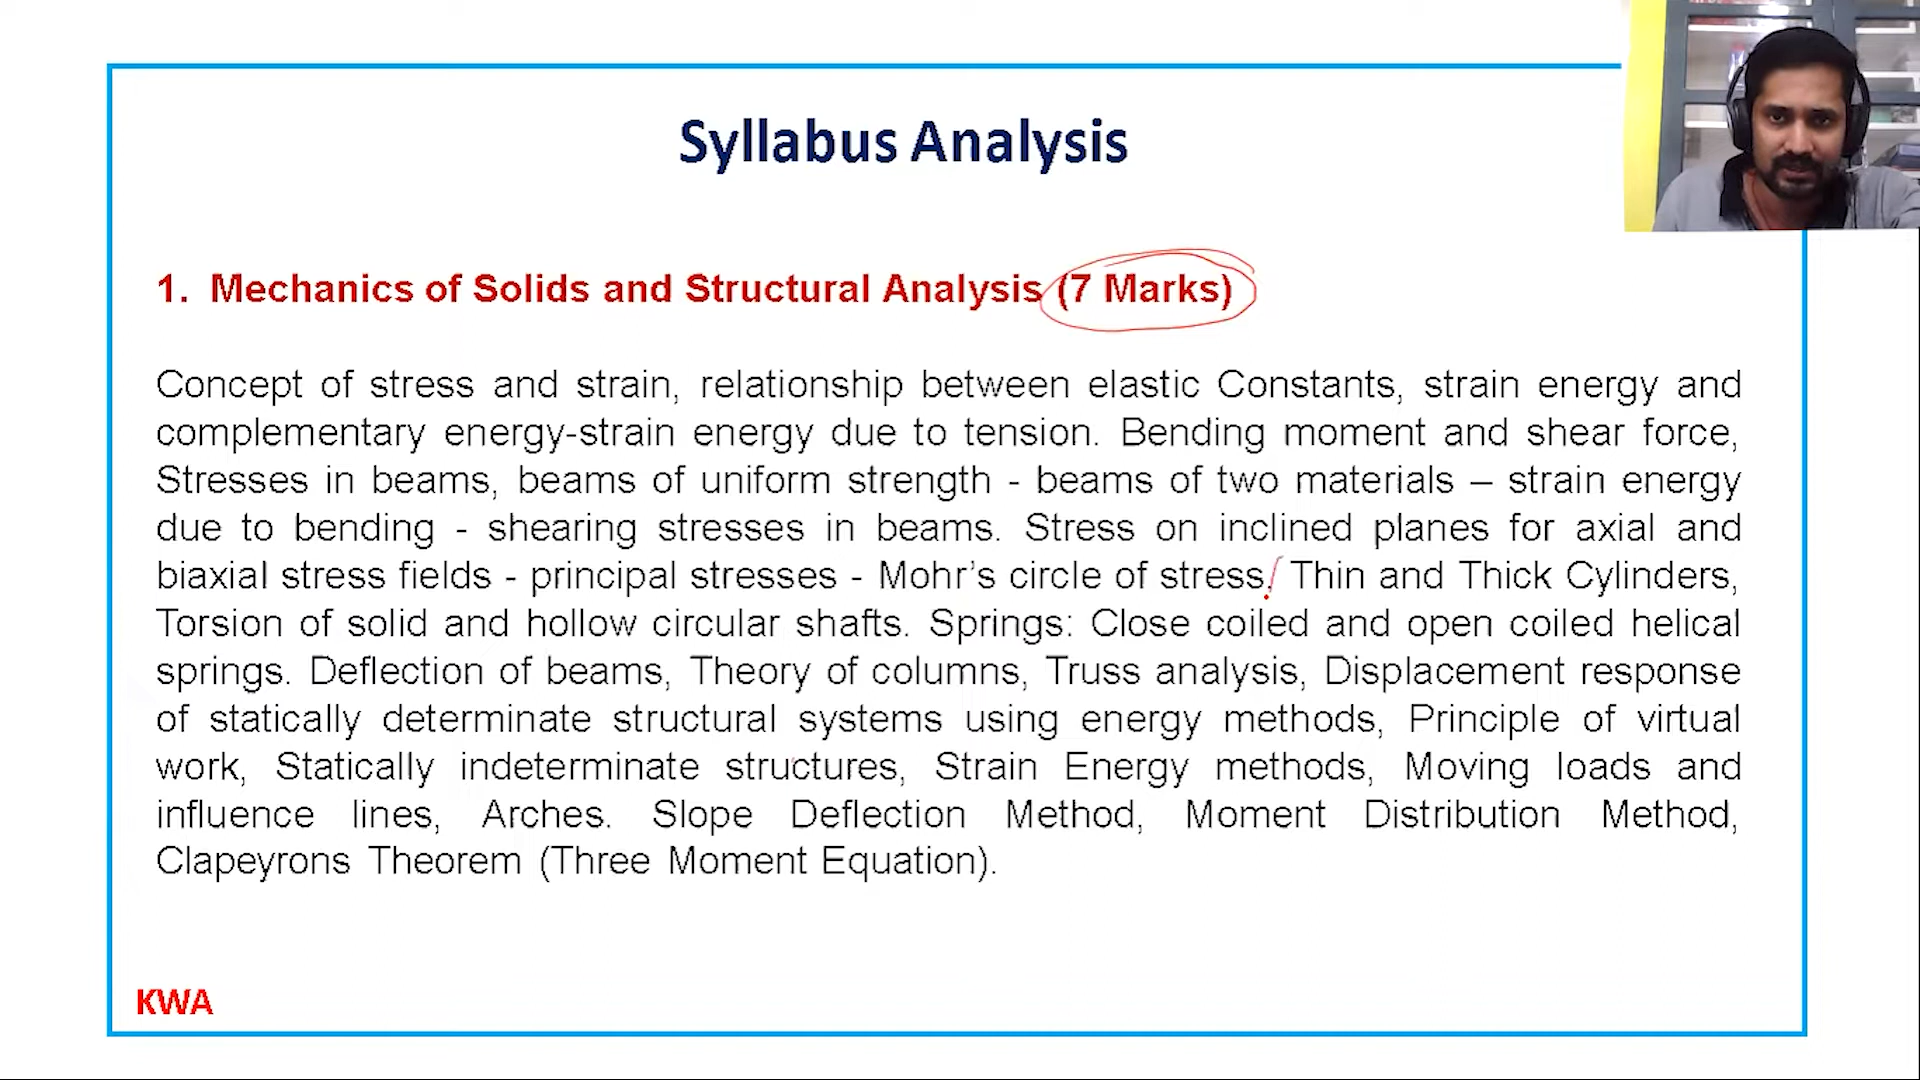 Syllabus Analysis
1. Mechanics of Solids and Structural Analysis (7 Marks)
Concept of stress and strain, relationship between elastic Constants, strain energy and
complementary energy-strain energy due to tension. Bending moment and shear force,
Stresses in beams, beams of uniform strength - beams of two materials – strain energy
due to bending - shearing stresses in beams. Stress on inclined planes for axial and
biaxial stress fields - principal stresses - Mohr’s circle of stress. Thin and Thick Cylinders,
Torsion of solid and hollow circular shafts. Springs: Close coiled and open coiled helical
springs. Deflection of beams, Theory of columns, Truss analysis, Displacement response
of statically determinate structural systems using energy methods, Principle of virtual
work, Statically indeterminate structures, Strain Energy methods, Moving loads and
influence lines, Arches. Slope Deflection Method, Moment Distribution Method,
Clapeyrons Theorem (Three Moment Equation).
KWA